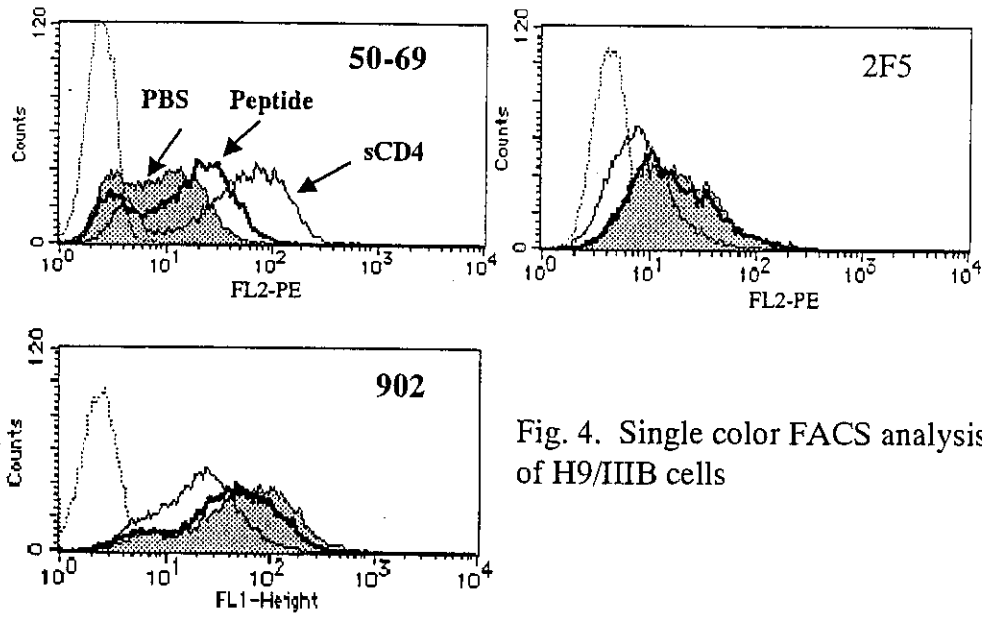 120
Counts
0
50-69
PBS
Peptide
sCD4
10^0 10^1 10^2 10^3 10^4
FL2-PE
120
Counts
0
2F5
10^0 10^1 10^2 10^3 10^4
FL2-PE
120
Counts
0
902
10^0 10^1 10^2 10^3 10^4
FL1-Height
Fig. 4. Single color FACS analysis
of H9/IIIB cells